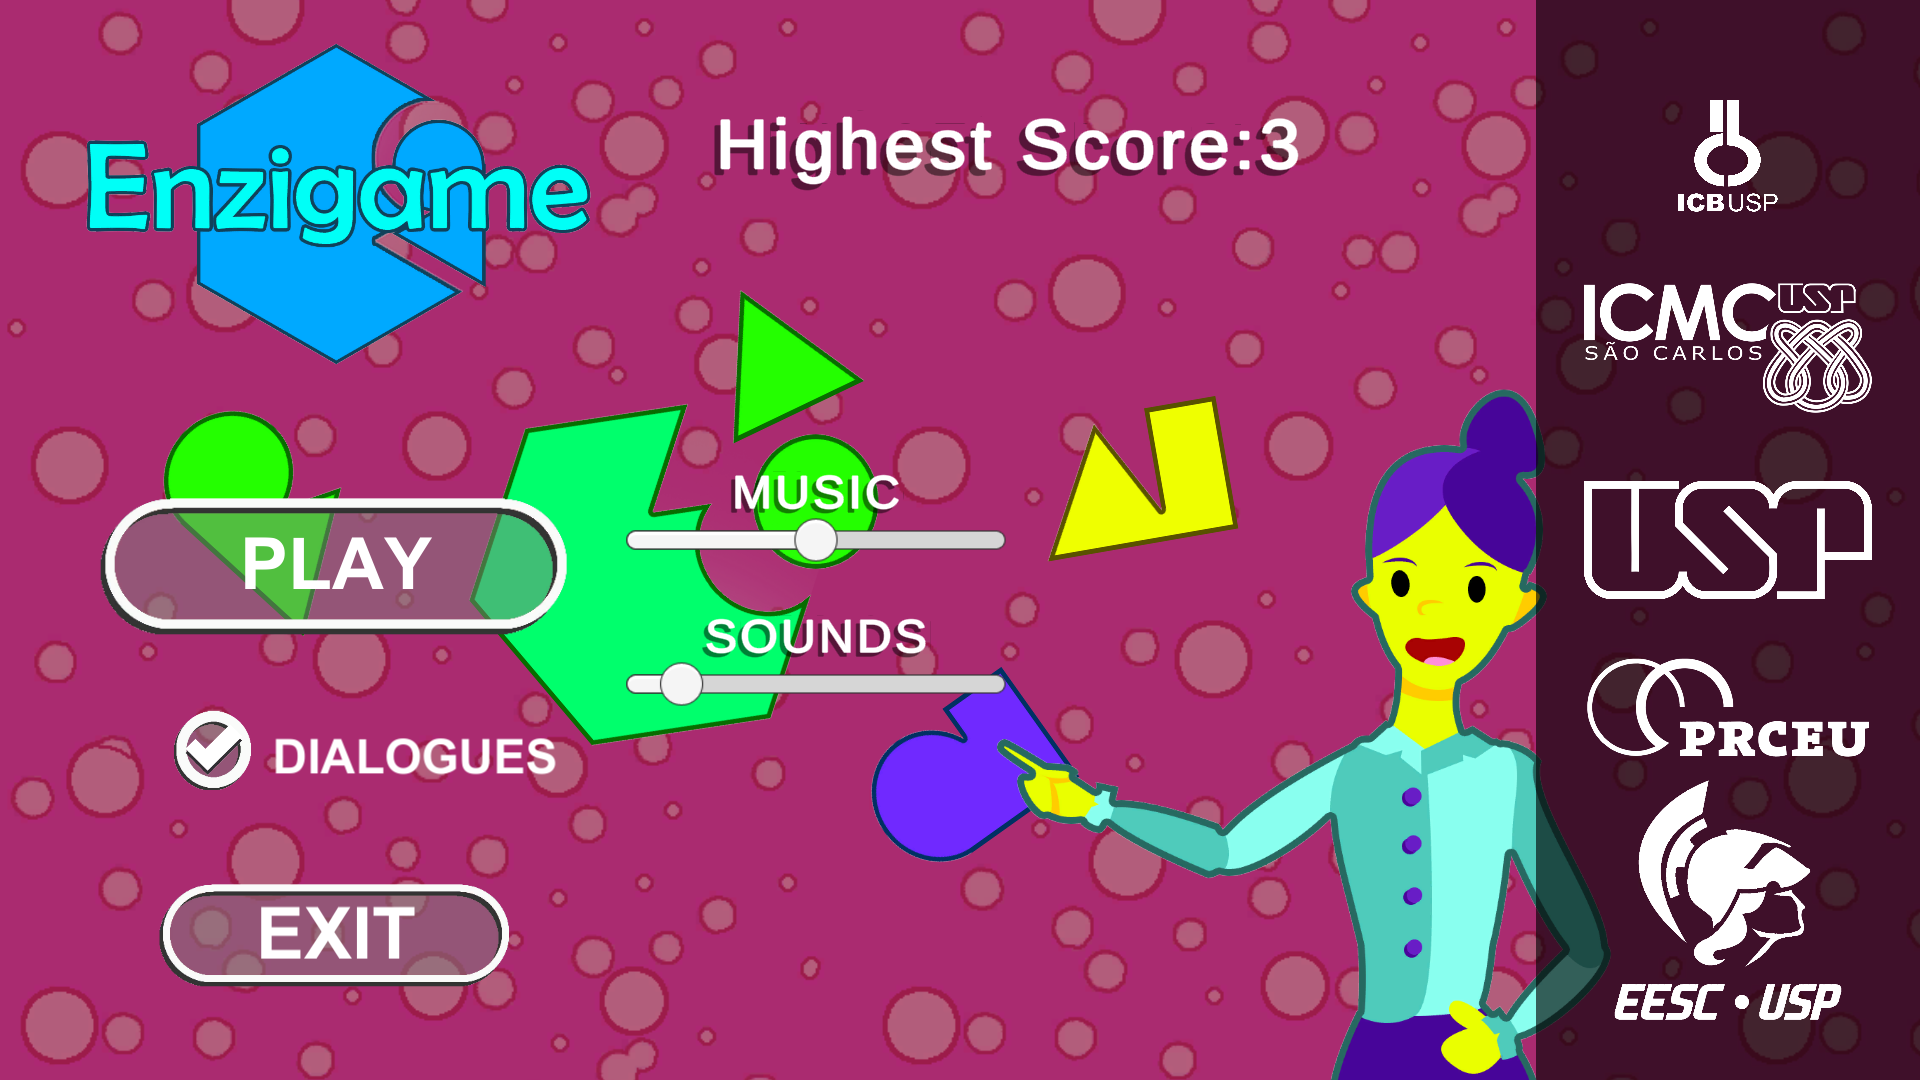 Enzigame
Highest Score:3
MUSIC
PLAY
SOUNDS
DIALOGUES
EXIT
ICBUSP
ICMC USP
SÃO CARLOS
USP
PRCEU
EESC • USP